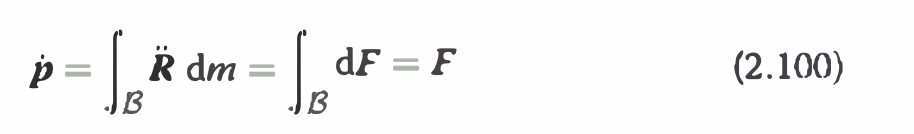 ṗ = ∫_ℬ R̈ dm = ∫_ℬ dF = F (2.100)